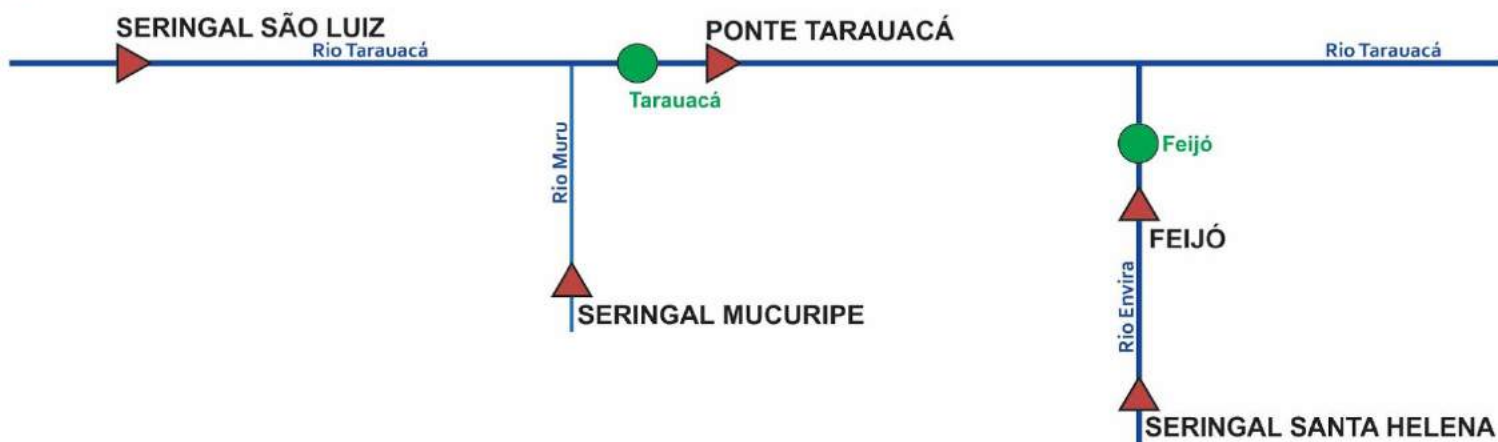 SERINGAL SÃO LUIZ
Rio Tarauacá
PONTE TARAUACÁ
Rio Tarauacá
Tarauacá
Rio Muru
Feijó
FEIJÓ
SERINGAL MUCURIPE
Rio Envira
SERINGAL SANTA HELENA